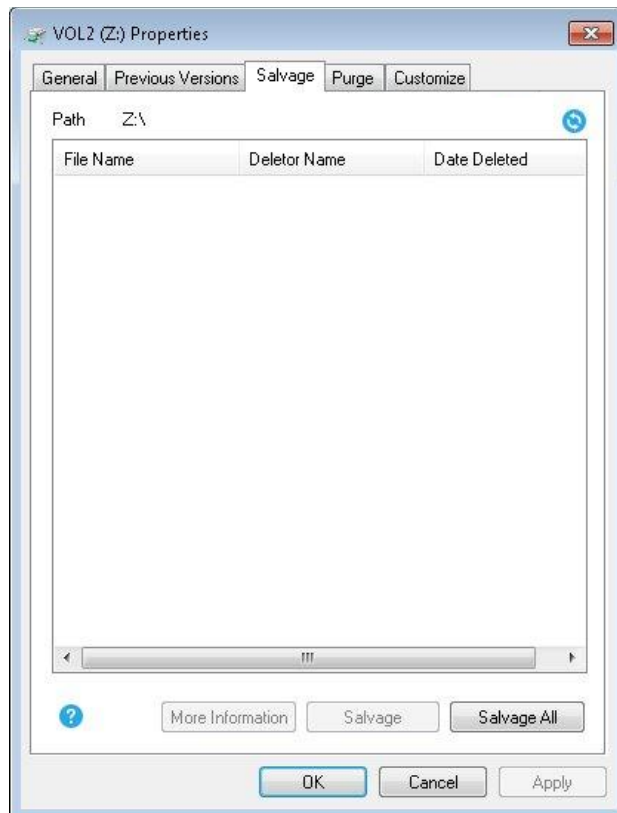 VOL2 (Z:) Properties
General Previous Versions Salvage Purge Customize
Path Z:\
File Name Deletor Name Date Deleted
? More Information Salvage Salvage All
OK Cancel Apply